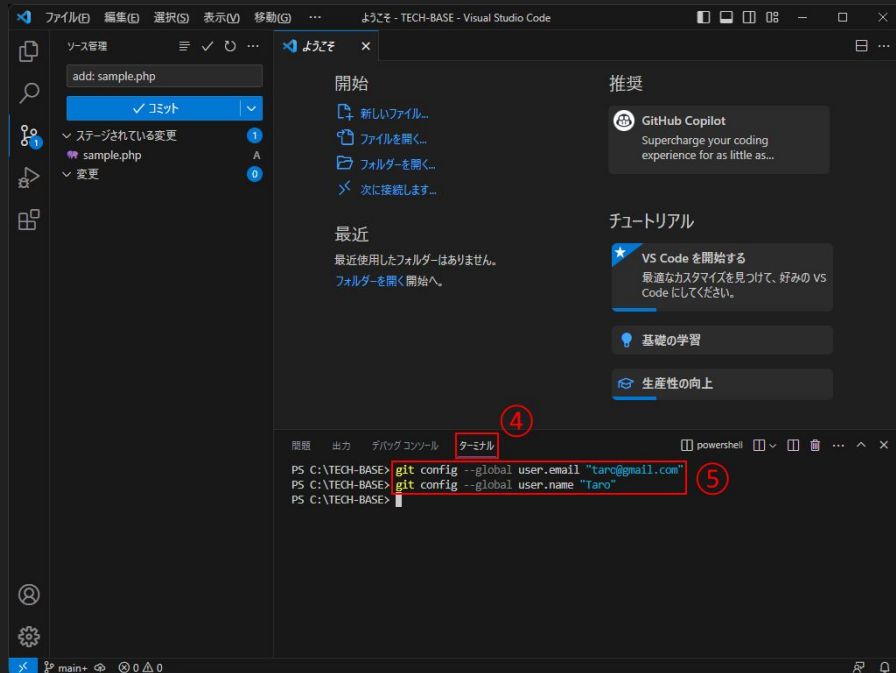 ファイル(F) 編集(E) 選択(S) 表示(V) 移動(G) … ようこそ - TECH-BASE - Visual Studio Code
ソース管理
add: sample.php
コミット
ステージされている変更 1
sample.php A
変更 0
1
ようこそ
開始
新しいファイル...
ファイルを開く...
フォルダーを開く...
次に接続します...
最近
最近使用したフォルダーはありません。
フォルダーを開く開始へ。
推奨
GitHub Copilot
Supercharge your coding
experience for as little as...
チュートリアル
VS Code を開始する
最適なカスタマイズを見つけて、好みの VS
Code にしてください。
基礎の学習
生産性の向上
④
問題 出力 デバッグ コンソール ターミナル powershell
PS C:\TECH-BASE> git config --global user.email "taro@gmail.com"
PS C:\TECH-BASE> git config --global user.name "Taro"
PS C:\TECH-BASE>
⑤
main+ 0 0